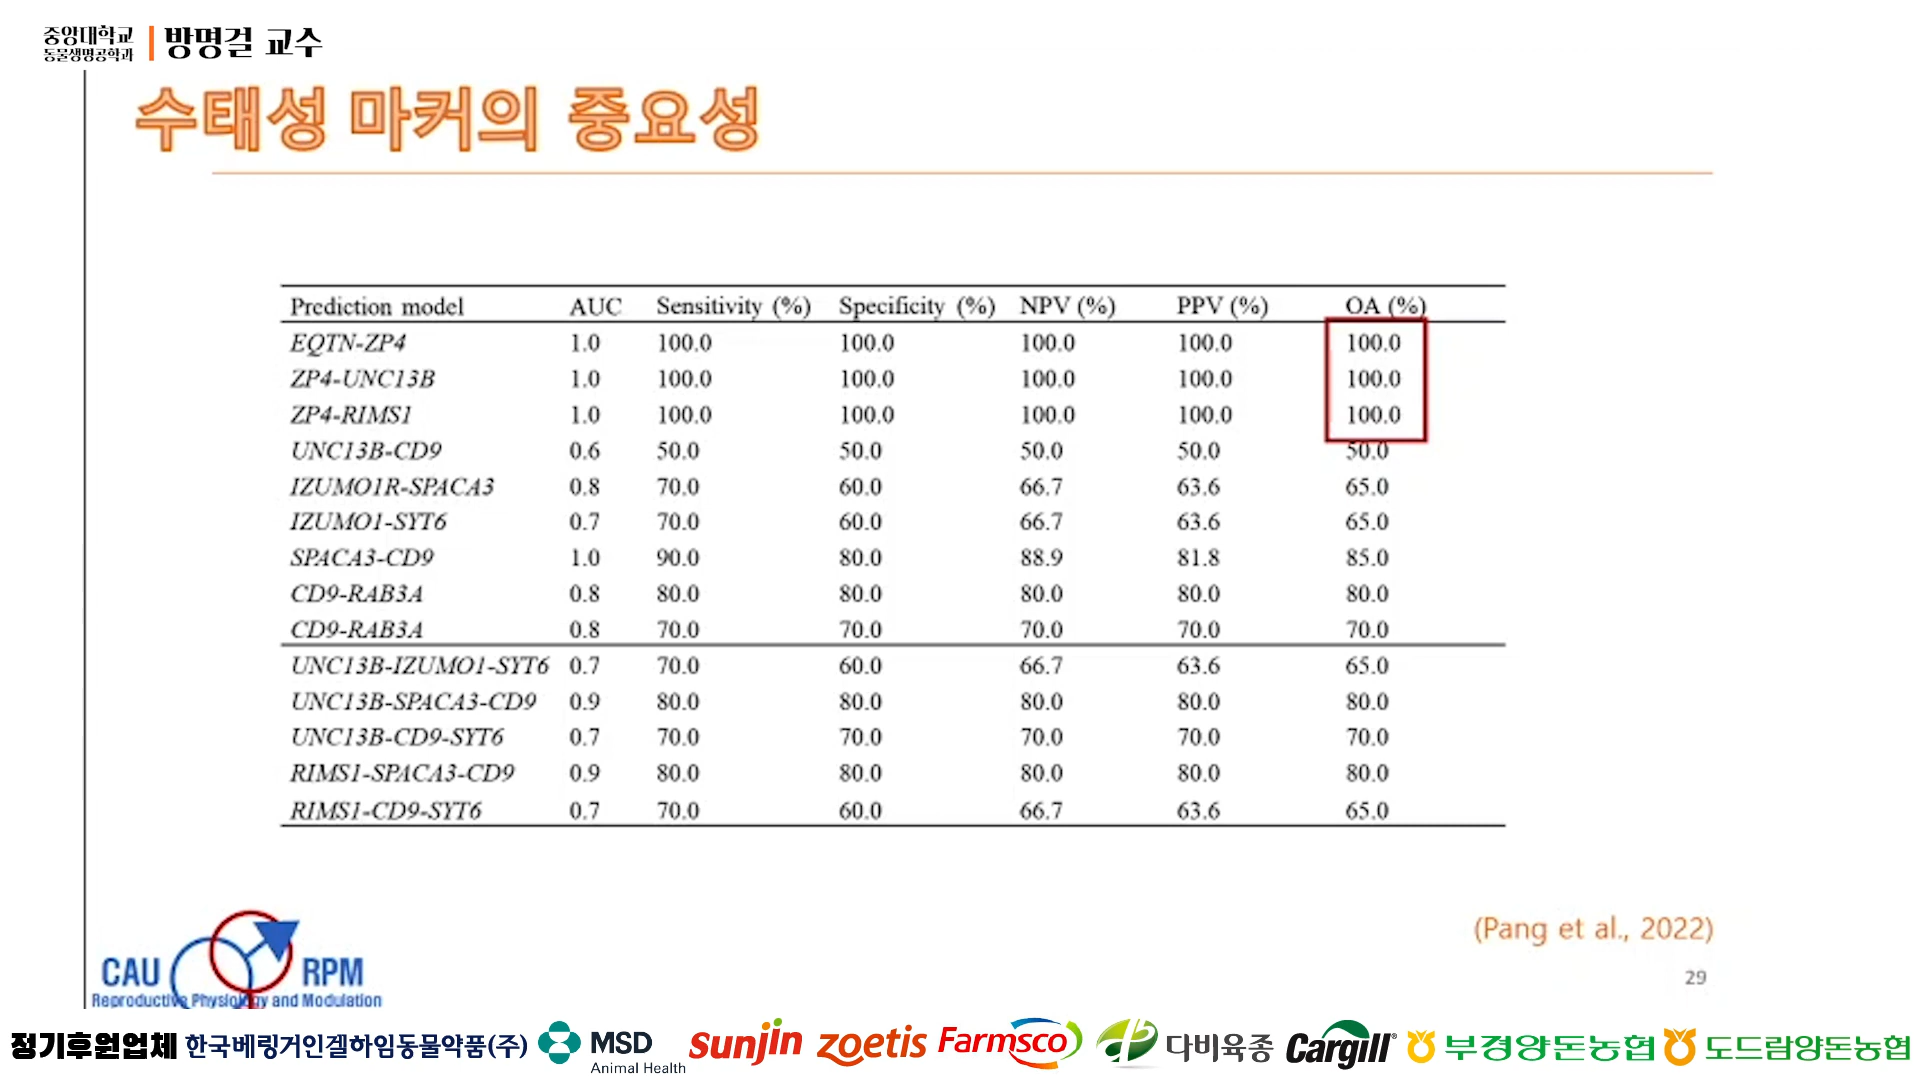 중앙대학교
동물생명공학과
방명걸 교수
수태성 마커의 중요성
Prediction model AUC Sensitivity (%) Specificity (%) NPV (%) PPV (%) OA (%)
EQTN-ZP4 1.0 100.0 100.0 100.0 100.0 100.0
ZP4-UNC13B 1.0 100.0 100.0 100.0 100.0 100.0
ZP4-RIMS1 1.0 100.0 100.0 100.0 100.0 100.0
UNC13B-CD9 0.6 50.0 50.0 50.0 50.0 50.0
IZUMO1R-SPACA3 0.8 70.0 60.0 66.7 63.6 65.0
IZUMO1-SYT6 0.7 70.0 60.0 66.7 63.6 65.0
SPACA3-CD9 1.0 90.0 80.0 88.9 81.8 85.0
CD9-RAB3A 0.8 80.0 80.0 80.0 80.0 80.0
CD9-RAB3A 0.8 70.0 70.0 70.0 70.0 70.0
UNC13B-IZUMO1-SYT6 0.7 70.0 60.0 66.7 63.6 65.0
UNC13B-SPACA3-CD9 0.9 80.0 80.0 80.0 80.0 80.0
UNC13B-CD9-SYT6 0.7 70.0 70.0 70.0 70.0 70.0
RIMS1-SPACA3-CD9 0.9 80.0 80.0 80.0 80.0 80.0
RIMS1-CD9-SYT6 0.7 70.0 60.0 66.7 63.6 65.0
(Pang et al., 2022)
29
CAU RPM
Reproductive Physiology and Modulation
정기후원업체 한국베링거인겔하임동물약품(주) MSD Animal Health sunjin zoetis Farmsco 다비육종 Cargill® 부경양돈농협 도드람양돈농협